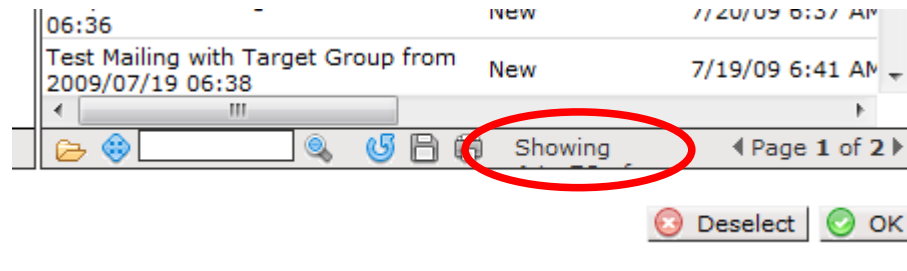 06:36 New 7/20/09 6:37 AM
Test Mailing with Target Group from
2009/07/19 06:38 New 7/19/09 6:41 AM
Showing Page 1 of 2
Deselect OK